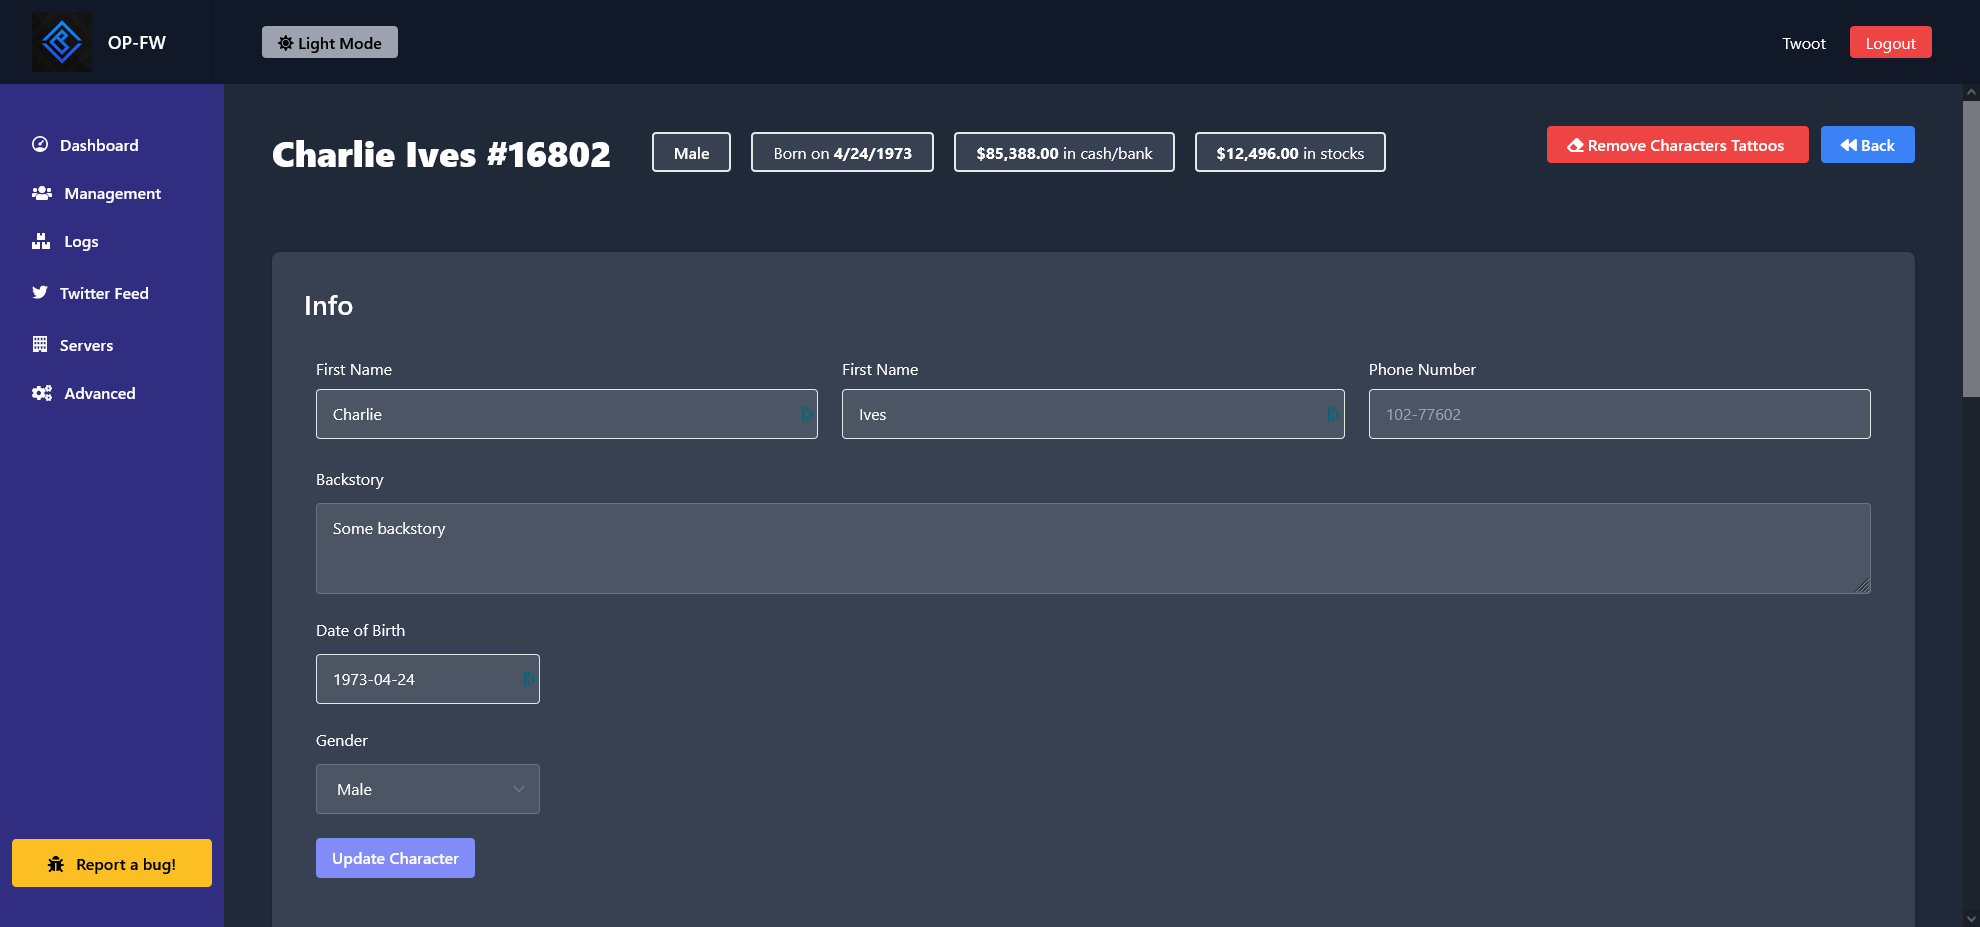 OP-FW
Light Mode
Twoot
Logout
Dashboard
Management
Logs
Twitter Feed
Servers
Advanced
Report a bug!
Charlie Ives #16802
Male
Born on 4/24/1973
$85,388.00 in cash/bank
$12,496.00 in stocks
Remove Characters Tattoos
Back
Info
First Name
First Name
Phone Number
Charlie
Ives
102-77602
Backstory
Some backstory
Date of Birth
1973-04-24
Gender
Male
Update Character